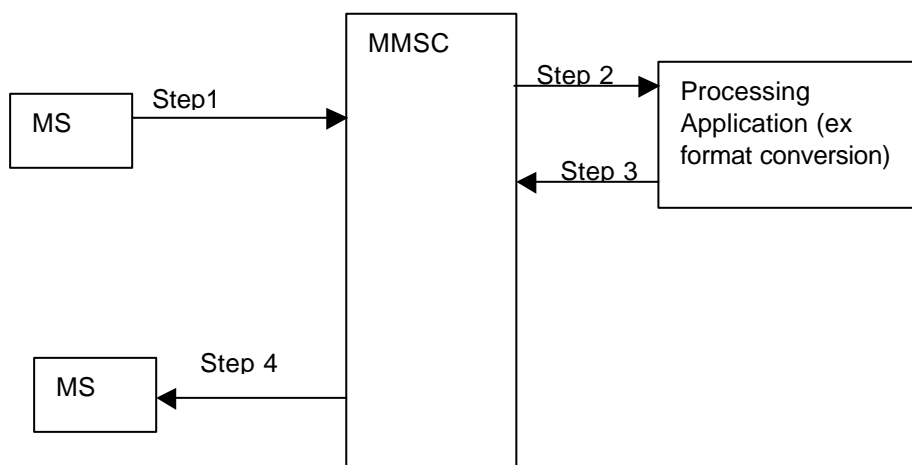 MMSC
Step 2
Step1
MS
Processing
Application (ex
format conversion)
Step 3
Step 4
MS